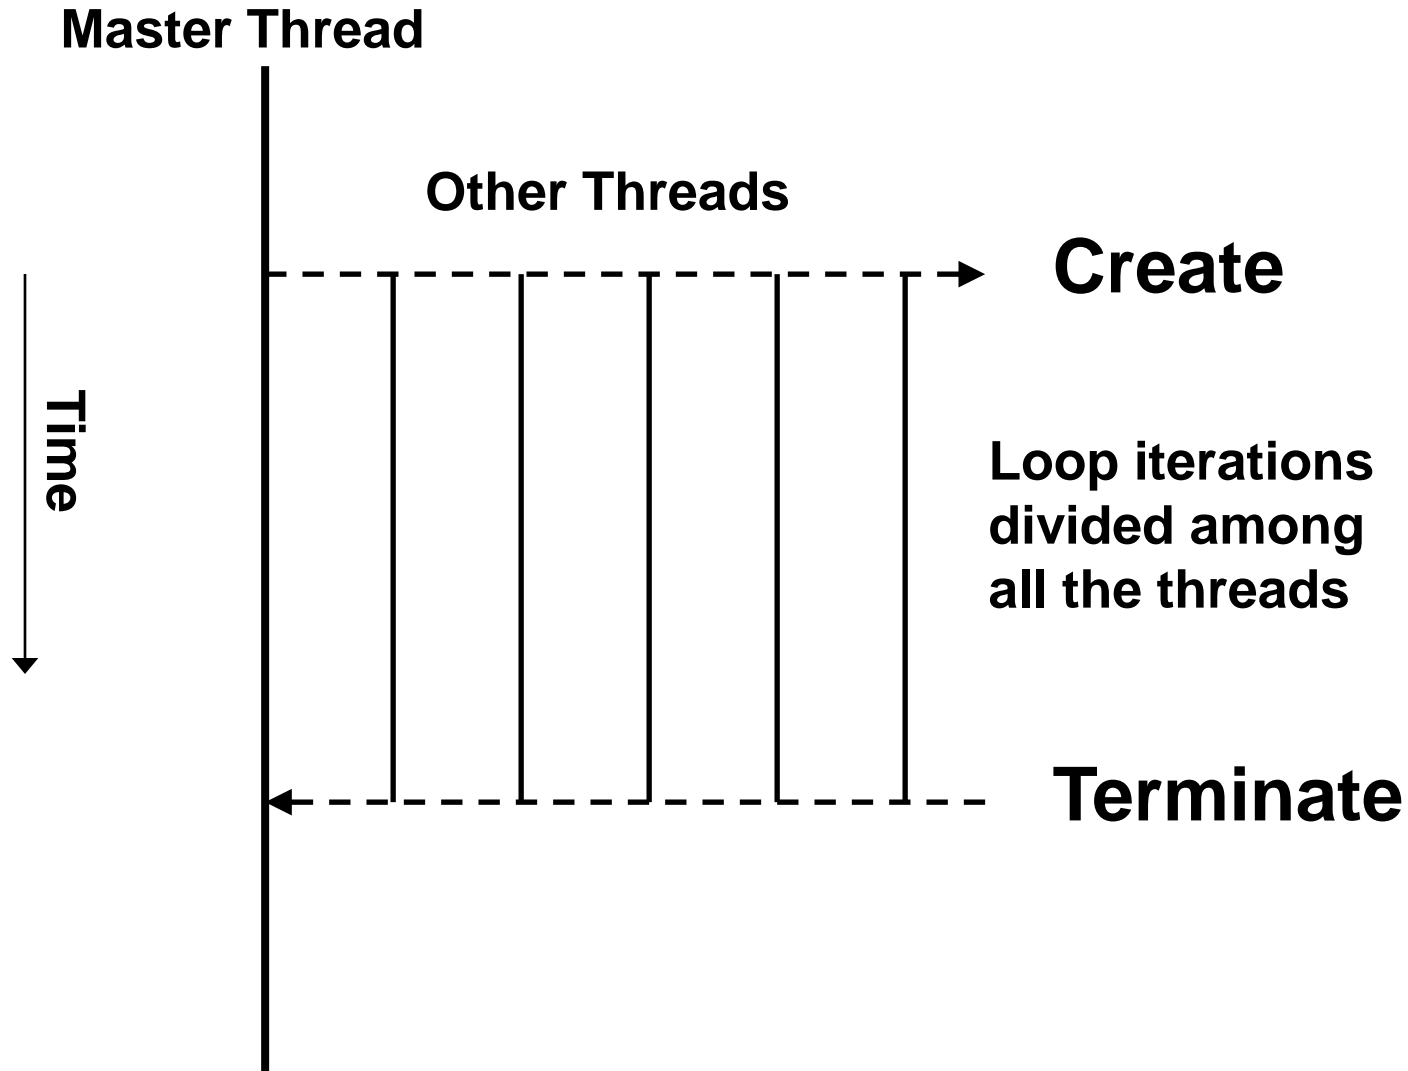 Master Thread
Other Threads
Create
Time
Loop iterations
divided among
all the threads
Terminate